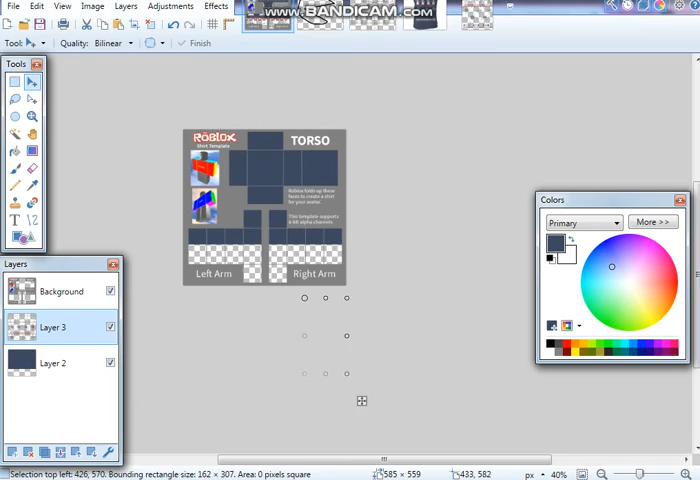 File Edit View Image Layers Adjustments Effects
www.BANDICAM.com
Tool: Quality: Bilinear Finish
Tools
T
Layers
Background
Layer 3
Layer 2
ROBLOX
Shirt Template
TORSO
Roblox folds up these
faces to create a shirt
for your avatar.
This template supports
8 bit alpha channels
Left Arm Right Arm
Colors
Primary More >>
Selection top left: 426, 570. Bounding rectangle size: 162 × 307. Area: 0 pixels square 585 × 559 433, 582 px 40%